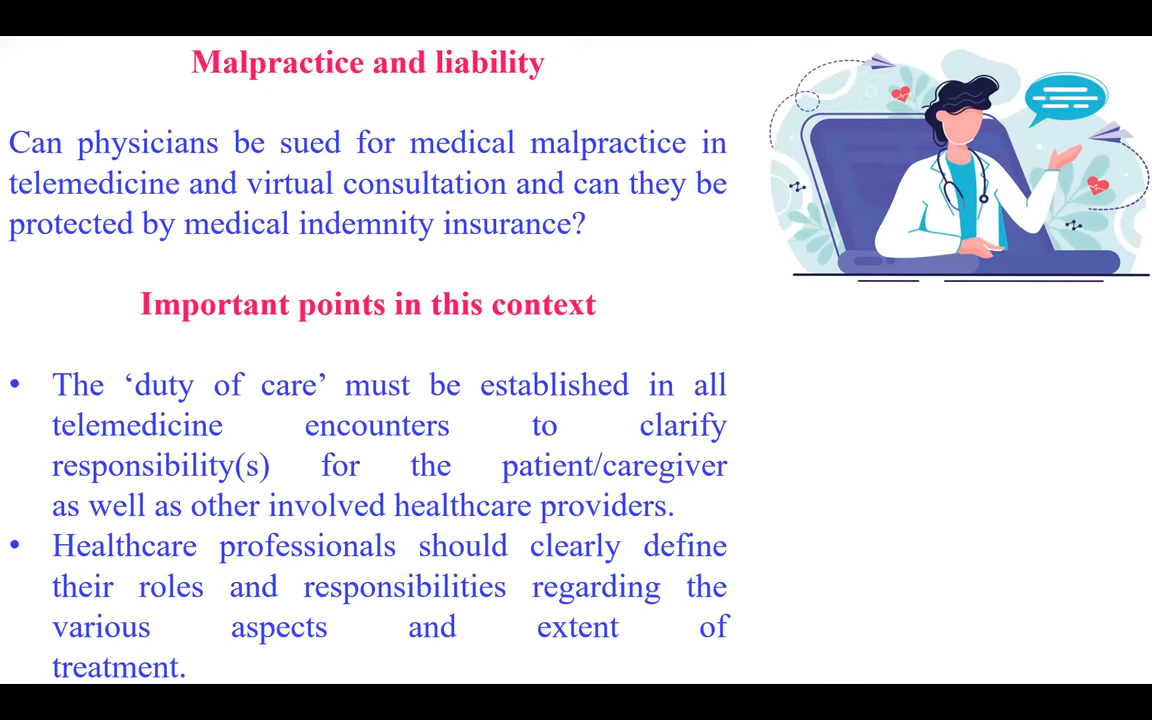 Malpractice and liability
Can physicians be sued for medical malpractice in
telemedicine and virtual consultation and can they be
protected by medical indemnity insurance?
Important points in this context
• The ‘duty of care’ must be established in all
telemedicine encounters to clarify
responsibility(s) for the patient/caregiver
as well as other involved healthcare providers.
• Healthcare professionals should clearly define
their roles and responsibilities regarding the
various aspects and extent of
treatment.